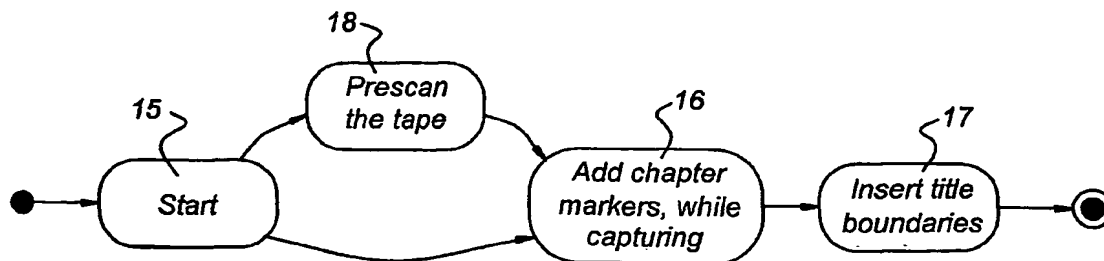 18
Prescan
the tape
15
Start
16
Add chapter
markers, while
capturing
17
Insert title
boundaries